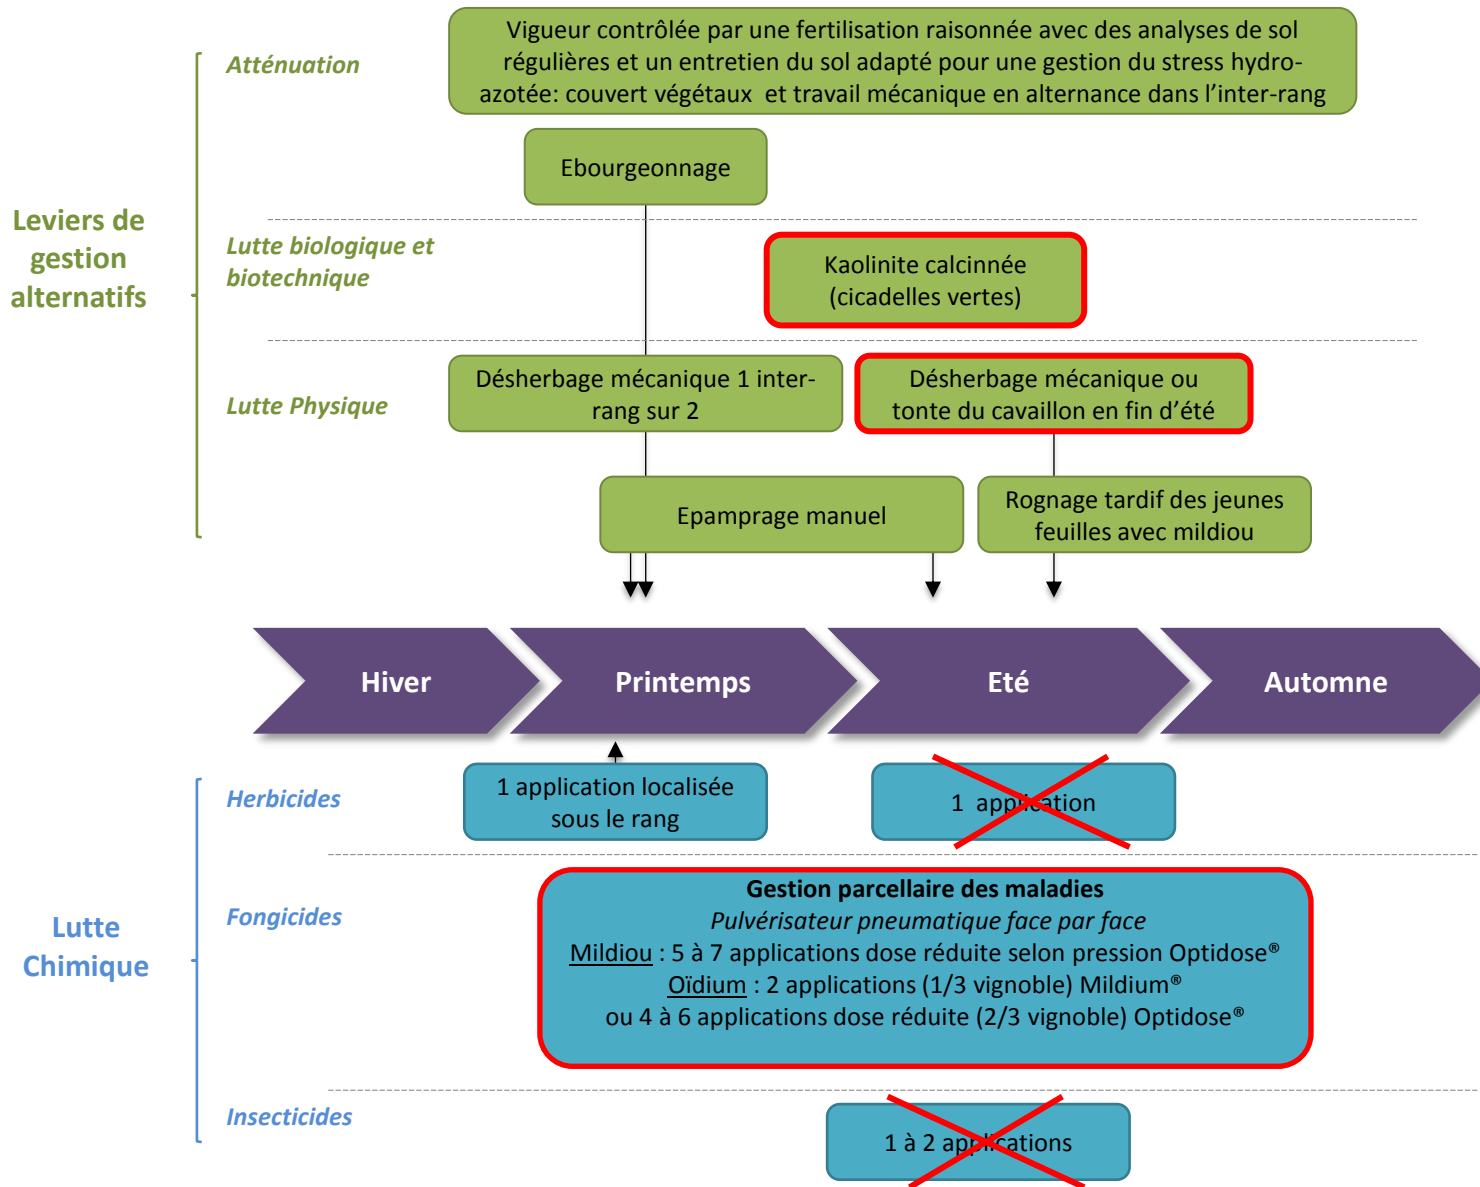 Vigueur contrôlée par une fertilisation raisonnée avec des analyses de sol
régulières et un entretien du sol adapté pour une gestion du stress hydro-
azotée: couvert végétaux et travail mécanique en alternance dans l'inter-rang
Atténuation
Ebourgeonnage
Leviers de
gestion
alternatifs
Lutte biologique et
biotechnique
Kaolinite calcinnée
(cicadelles vertes)
Lutte Physique
Désherbage mécanique 1 inter-
rang sur 2
Désherbage mécanique ou
tonte du cavaillon en fin d'été
Epamprage manuel
Rognage tardif des jeunes
feuilles avec mildiou
Hiver
Printemps
Eté
Automne
Herbicides
1 application localisée
sous le rang
1 application
Lutte
Chimique
Fongicides
Gestion parcellaire des maladies
Pulvérisateur pneumatique face par face
Mildiou : 5 à 7 applications dose réduite selon pression Optidose®
Oïdium : 2 applications (1/3 vignoble) Mildium®
ou 4 à 6 applications dose réduite (2/3 vignoble) Optidose®
Insecticides
1 à 2 applications